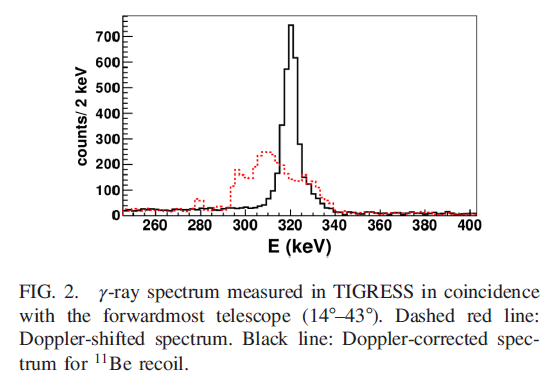 counts/ 2 keV
700
600
500
400
300
200
100
0
260 280 300 320 340 360 380 400
E (keV)
FIG. 2. γ-ray spectrum measured in TIGRESS in coincidence
with the forwardmost telescope (14°–43°). Dashed red line:
Doppler-shifted spectrum. Black line: Doppler-corrected spec-
trum for ¹¹Be recoil.